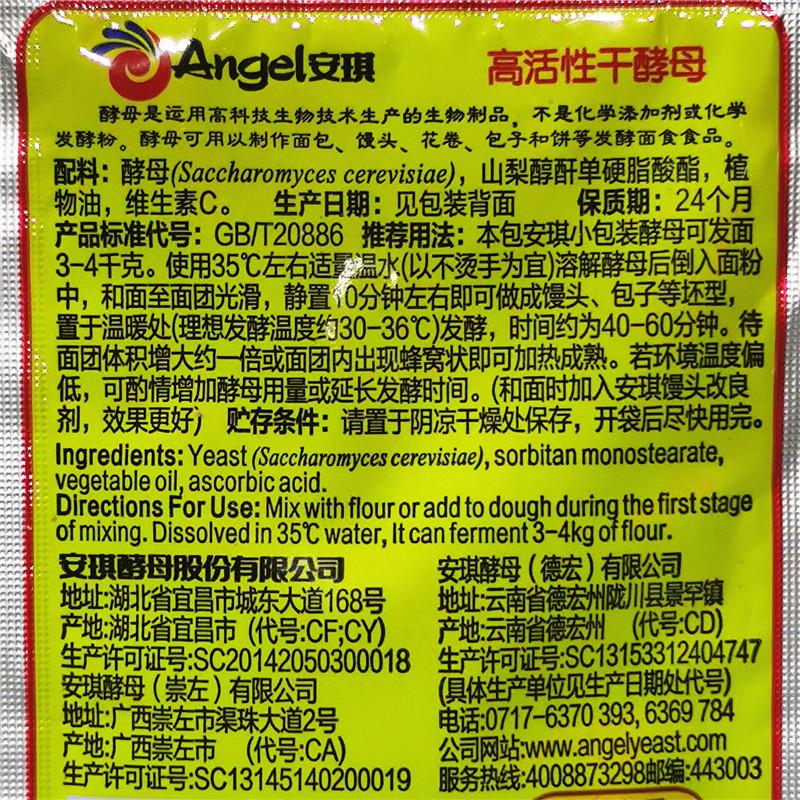 Angel安琪 高活性干酵母
酵母是运用高科技生物技术生产的生物制品，不是化学添加剂或化学
发酵粉。酵母可用以制作面包、馒头、花卷、包子和饼等发酵面食食品。
配料：酵母(Saccharomyces cerevisiae)，山梨醇酐单硬脂酸酯，植
物油，维生素C。 生产日期：见包装背面 保质期：24个月
产品标准代号：GB/T20886 推荐用法：本包安琪小包装酵母可发面
3-4千克。使用35℃左右适量温水(以不烫手为宜)溶解酵母后倒入面粉
中，和面至面团光滑，静置10分钟左右即可做成馒头、包子等坯型，
置于温暖处(理想发酵温度约30-36℃)发酵，时间约为40-60分钟。待
面团体积增大约一倍或面团内出现蜂窝状即可加热成熟。若环境温度偏
低，可酌情增加酵母用量或延长发酵时间。(和面时加入安琪馒头改良
剂，效果更好) 贮存条件：请置于阴凉干燥处保存，开袋后尽快用完。
Ingredients: Yeast (Saccharomyces cerevisiae), sorbitan monostearate,
vegetable oil, ascorbic acid.
Directions For Use: Mix with flour or add to dough during the first stage
of mixing. Dissolved in 35℃ water, It can ferment 3-4kg of flour.
安琪酵母股份有限公司
地址:湖北省宜昌市城东大道168号
产地:湖北省宜昌市 (代号:CF;CY)
生产许可证号:SC20142050300018
安琪酵母（崇左）有限公司
地址:广西崇左市渠珠大道2号
产地:广西崇左市 (代号:CA)
生产许可证号:SC13145140200019
安琪酵母（德宏）有限公司
地址:云南省德宏州陇川县景罕镇
产地:云南省德宏州 (代号:CD)
生产许可证号:SC13153312404747
(具体生产单位见生产日期处代号)
电话:0717-6370 393, 6369 784
公司网站:www.angelyeast.com
服务热线:4008873298邮编:443003